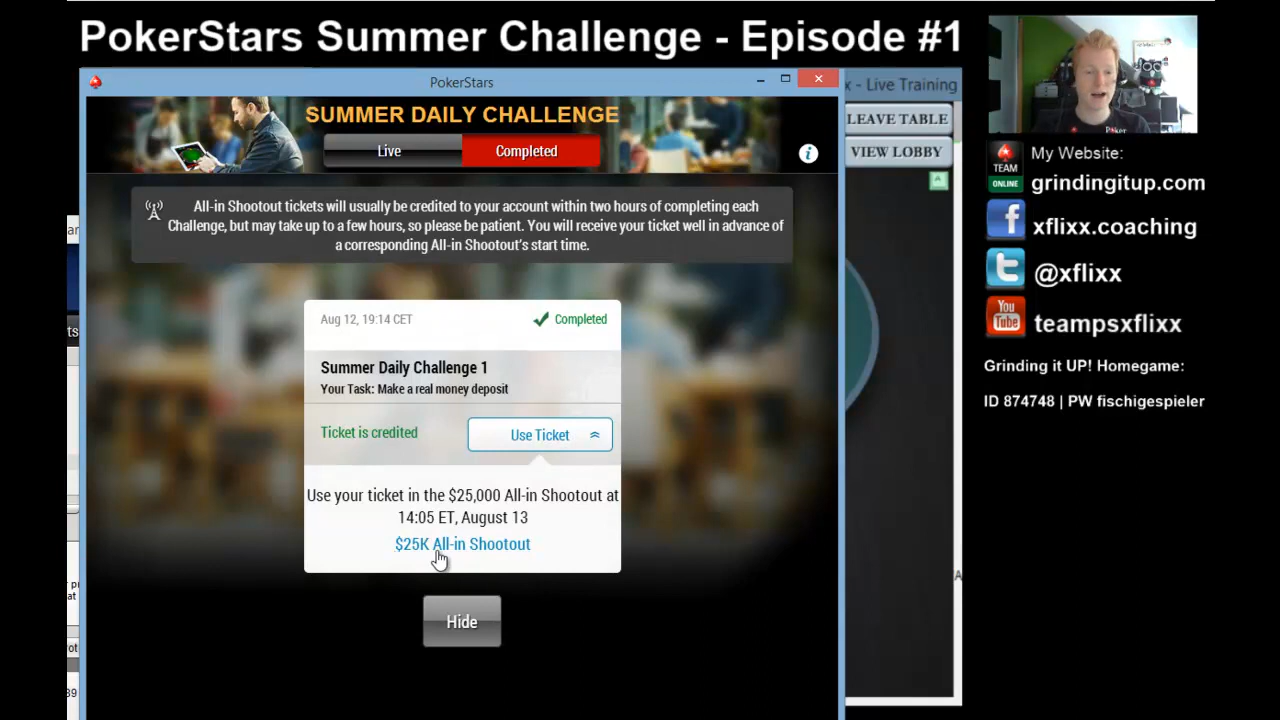 PokerStars Summer Challenge - Episode #1
PokerStars
SUMMER DAILY CHALLENGE
Live
Completed
All-in Shootout tickets will usually be credited to your account within two hours of completing each
Challenge, but may take up to a few hours, so please be patient. You will receive your ticket well in advance of
a corresponding All-in Shootout's start time.
Aug 12, 19:14 CET
Completed
Summer Daily Challenge 1
Your Task: Make a real money deposit
Ticket is credited
Use Ticket
Use your ticket in the $25,000 All-in Shootout at
14:05 ET, August 13
$25K All-in Shootout
Hide
x - Live Training
LEAVE TABLE
VIEW LOBBY
TEAM
ONLINE
My Website:
grindingitup.com
xflixx.coaching
@xflixx
You
Tube
teampsxflixx
Grinding it UP! Homegame:
ID 874748 | PW fischigespieler